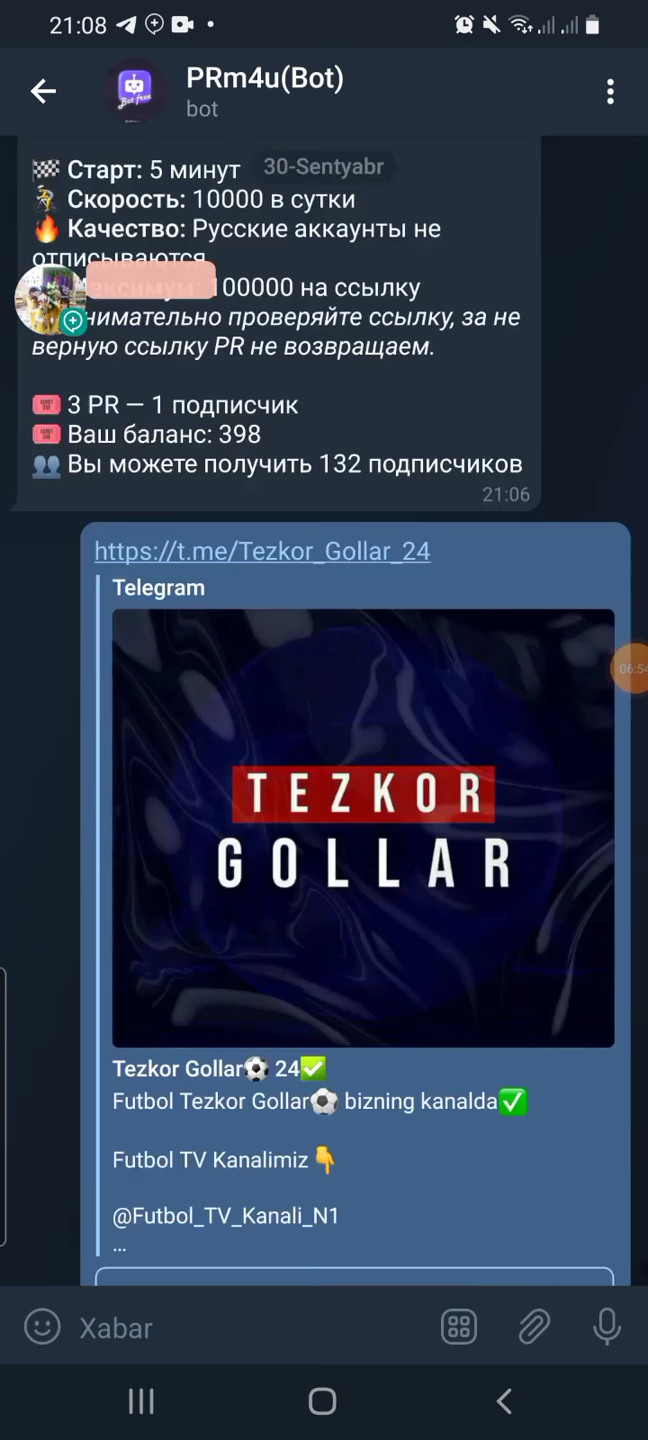 21:08
PRm4u(Bot)
bot
30-Sentyabr
Старт: 5 минут
Скорость: 10000 в сутки
Качество: Русские аккаунты не
отписываются
100000 на ссылку
нимательно проверяйте ссылку, за не
верную ссылку PR не возвращаем.
3 PR — 1 подписчик
Ваш баланс: 398
Вы можете получить 132 подписчиков
21:06
https://t.me/Tezkor_Gollar_24
Telegram
06:54
TEZKOR
GOLLAR
Tezkor Gollar⚽ 24✅
Futbol Tezkor Gollar⚽ bizning kanalda✅
Futbol TV Kanalimiz👇
@Futbol_TV_Kanali_N1
...
Xabar